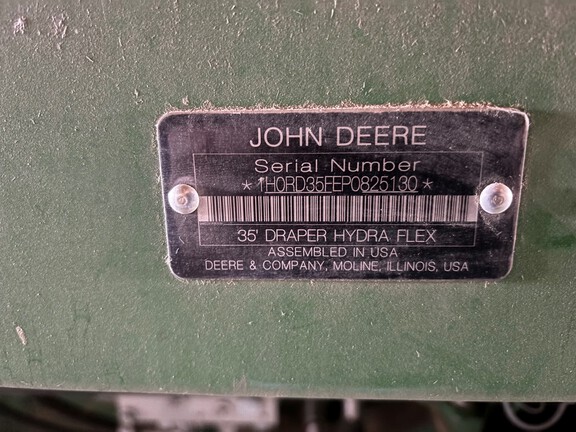 JOHN DEERE
Serial Number
*1H0RD35FEP0825130*
35' DRAPER HYDRA FLEX
ASSEMBLED IN USA
DEERE & COMPANY, MOLINE, ILLINOIS, USA